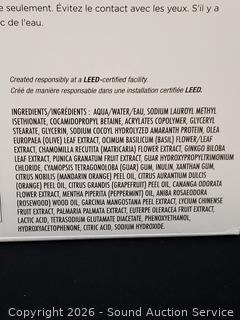 e seulement. Évitez le contact avec les yeux. S'il y a
c de l'eau.
Created responsibly at a LEED-certified facility.
Créé de manière responsable dans une installation certifiée LEED.
INGREDIENTS/INGRÉDIENTS : AQUA/WATER/EAU, SODIUM LAUROYL METHYL
ISETHIONATE, COCAMIDOPROPYL BETAINE, ACRYLATES COPOLYMER, GLYCERYL
STEARATE, GLYCERIN, SODIUM COCOYL HYDROLYZED AMARANTH PROTEIN, OLEA
EUROPAEA (OLIVE) LEAF EXTRACT, OCIMUM BASILICUM (BASIL) FLOWER/LEAF
EXTRACT, CHAMOMILLA RECUTITA (MATRICARIA) FLOWER EXTRACT, GINKGO BILOBA
LEAF EXTRACT, PUNICA GRANATUM FRUIT EXTRACT, GUAR HYDROXYPROPYLTRIMONIUM
CHLORIDE, CYAMOPSIS TETRAGONOLOBA (GUAR) GUM, INULIN, XANTHAN GUM,
CITRUS NOBILIS (MANDARIN ORANGE) PEEL OIL, CITRUS AURANTIUM DULCIS
(ORANGE) PEEL OIL, CITRUS GRANDIS (GRAPEFRUIT) PEEL OIL, CANANGA ODORATA
FLOWER EXTRACT, MENTHA PIPERITA (PEPPERMINT) OIL, ANIBA ROSAEODORA
(ROSEWOOD) WOOD OIL, GARCINIA MANGOSTANA PEEL EXTRACT, LYCIUM CHINENSE
FRUIT EXTRACT, PALMARIA PALMATA EXTRACT, EUTERPE OLERACEA FRUIT EXTRACT,
LACTIC ACID, TETRASODIUM GLUTAMATE DIACETATE, PHENOXYETHANOL,
HYDROXYACETOPHENONE, CITRIC ACID, SODIUM HYDROXIDE.
Copyright 2026 - Sound Auction Service